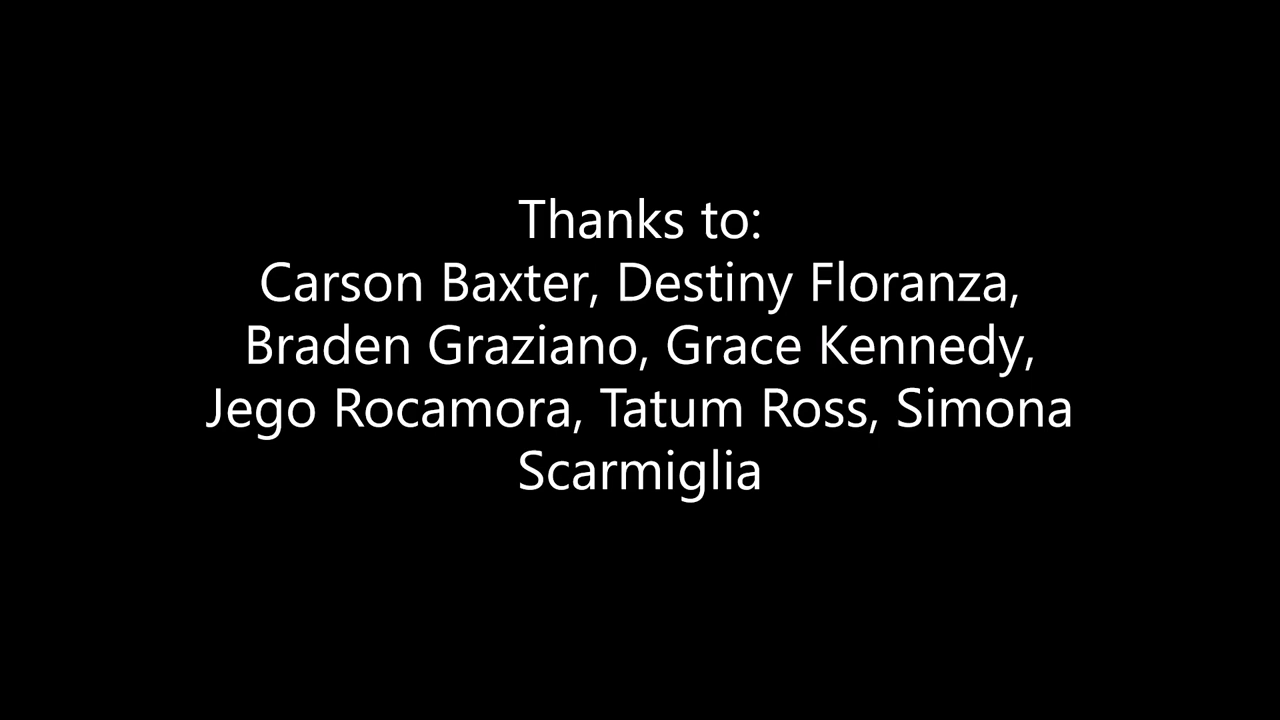 Thanks to:
Carson Baxter, Destiny Floranza,
Braden Graziano, Grace Kennedy,
Jego Rocamora, Tatum Ross, Simona
Scarmiglia